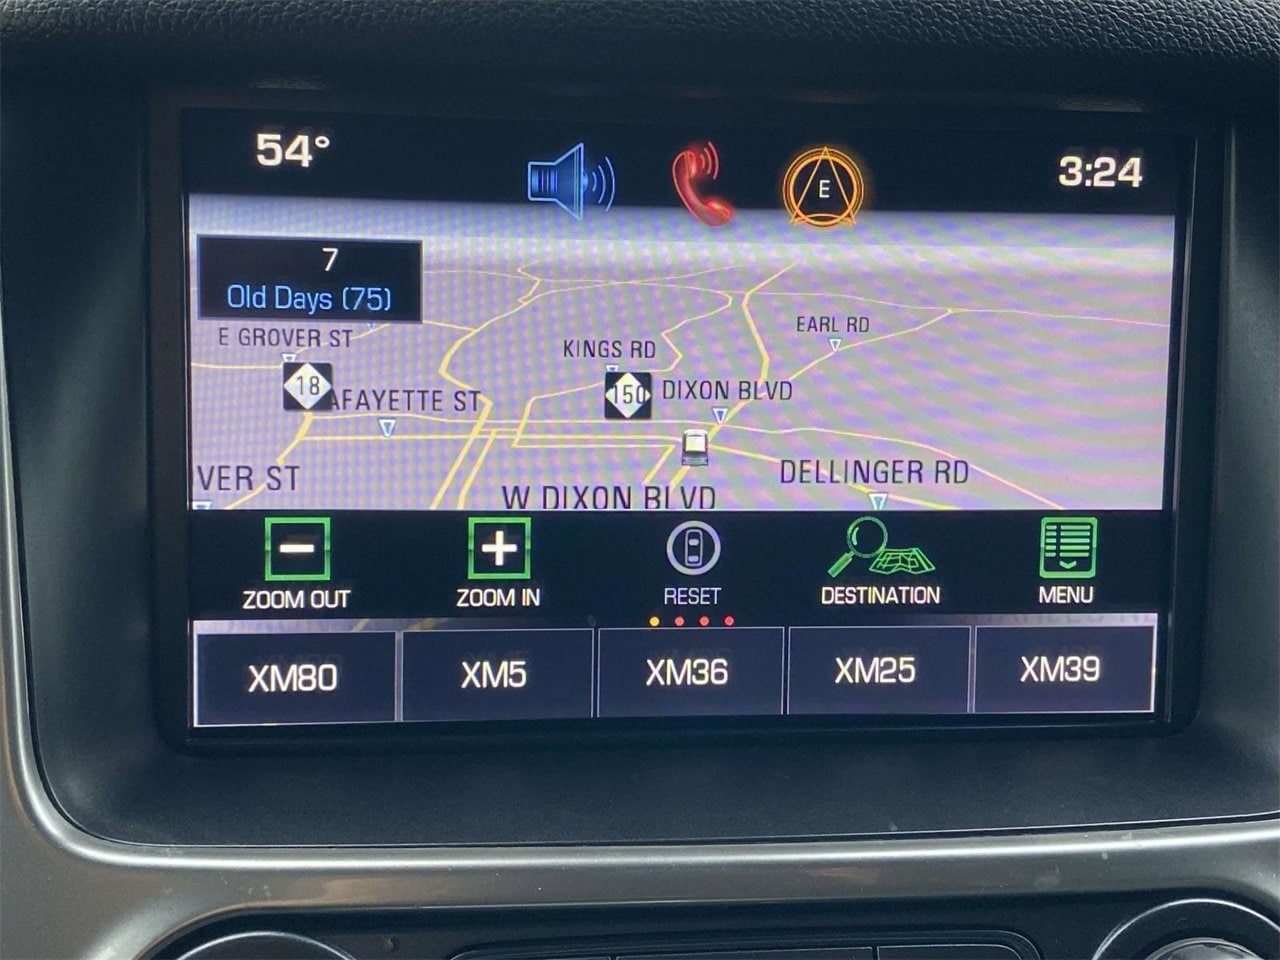 54°
E
3:24
7
Old Days (75)
E GROVER ST
KINGS RD
EARL RD
18
AFAYETTE ST
150
DIXON BLVD
VER ST
W DIXON BLVD
DELLINGER RD
ZOOM OUT
ZOOM IN
RESET
DESTINATION
MENU
XM80
XM5
XM36
XM25
XM39